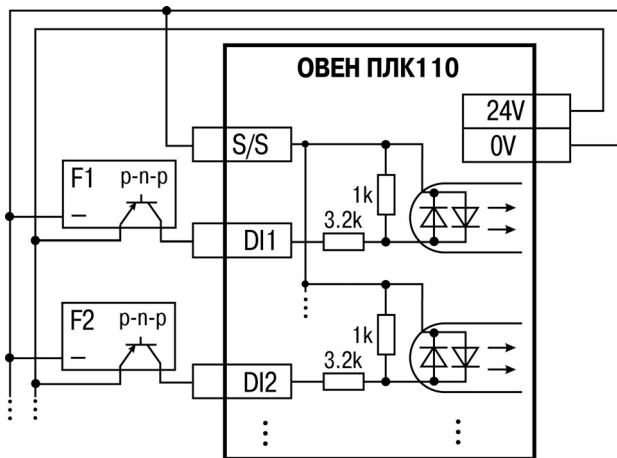 ОВЕН ПЛК110
24V
0V
S/S
F1 p-n-p
–
1k
3.2k
DI1
F2 p-n-p
–
1k
3.2k
DI2